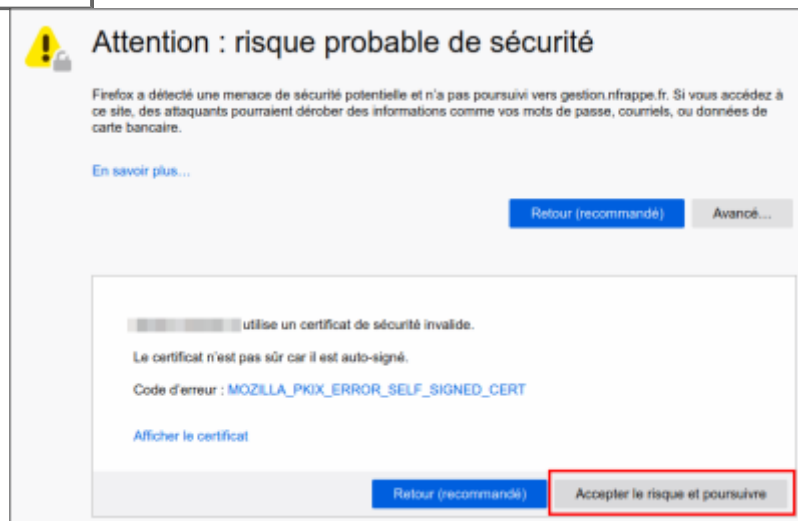 Attention : risque probable de sécurité
Firefox a détecté une menace de sécurité potentielle et n'a pas poursuivi vers gestion.nfrappe.fr. Si vous accédez à
ce site, des attaquants pourraient dérober des informations comme vos mots de passe, courriels, ou données de
carte bancaire.
En savoir plus...
Retour (recommandé) Avancé...
utilise un certificat de sécurité invalide.
Le certificat n'est pas sûr car il est auto-signé.
Code d'erreur : MOZILLA_PKIX_ERROR_SELF_SIGNED_CERT
Afficher le certificat
Retour (recommandé) Accepter le risque et poursuivre